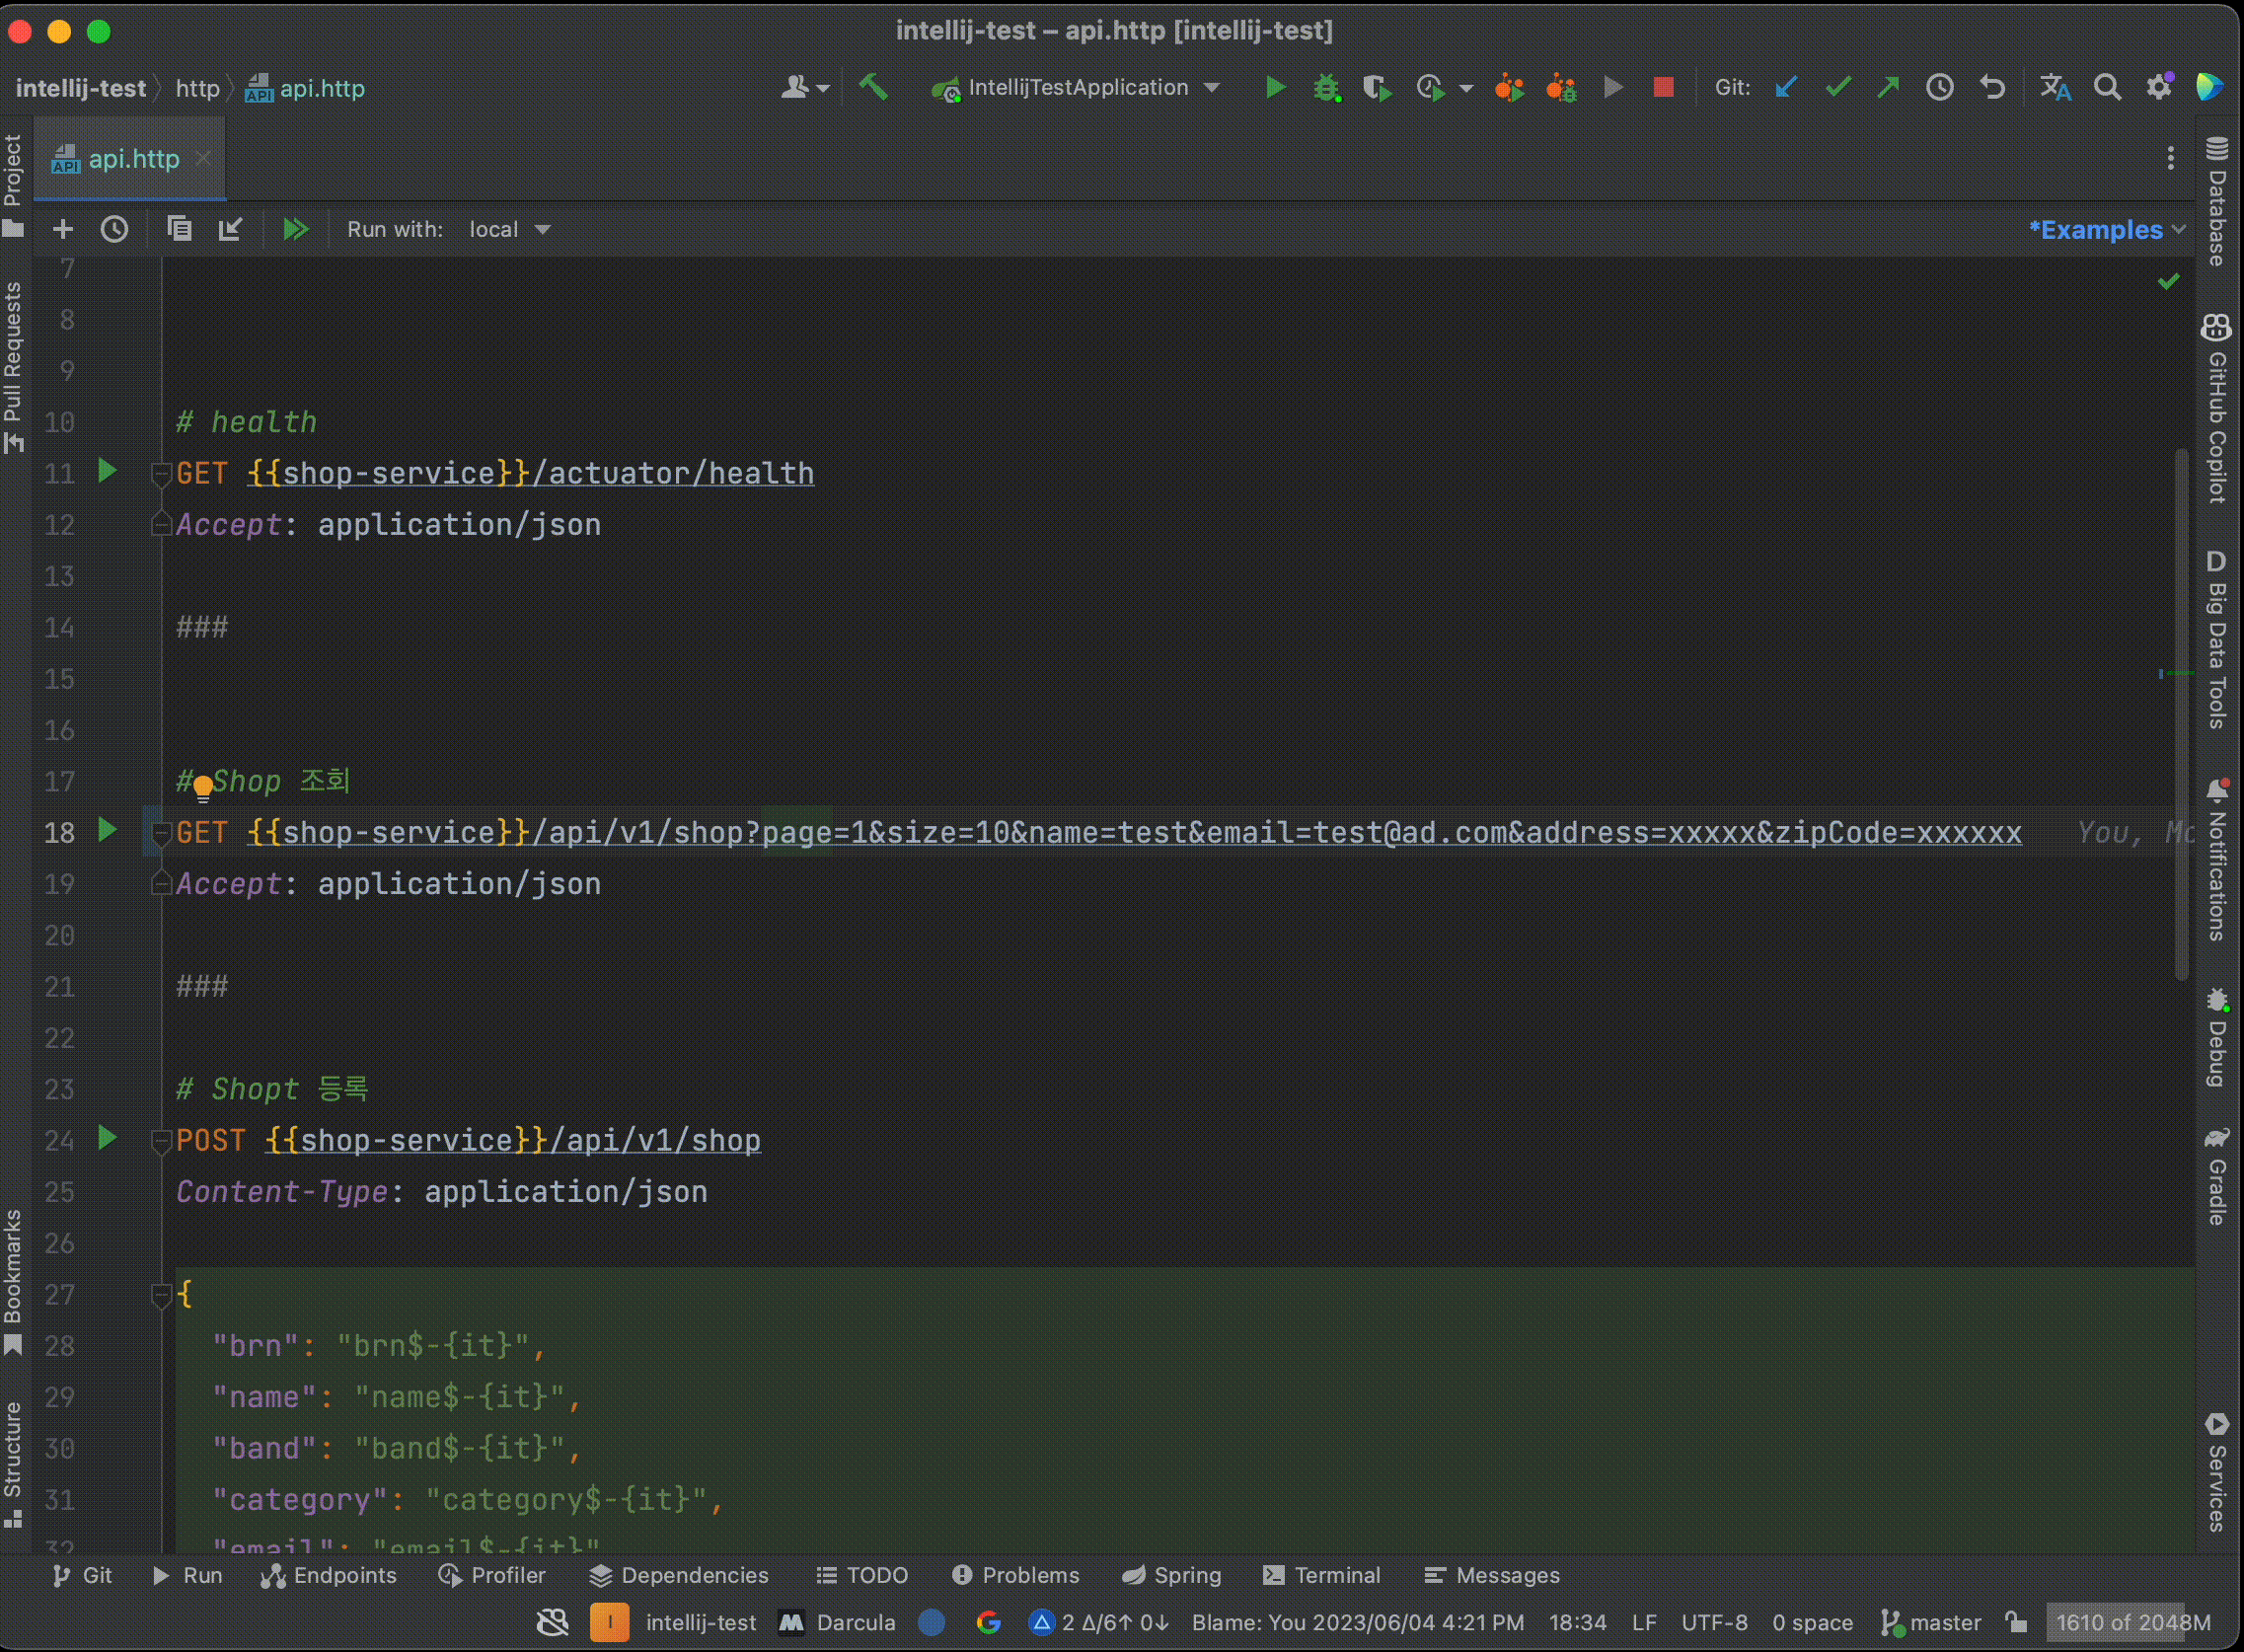 intellij-test – api.http [intellij-test]
intellij-test
http
API
api.http
IntellijTestApplication
Git:
API
api.http
Run with:
local
*Examples
7
8
9
10 # health
11 GET {{shop-service}}/actuator/health
12 Accept: application/json
13
14 ###
15
16
17 # Shop 조회
18 GET {{shop-service}}/api/v1/shop?page=1&size=10&name=test&email=test@ad.com&address=xxxxx&zipCode=xxxxxx You,
19 Accept: application/json
20
21 ###
22
23 # Shopt 등록
24 POST {{shop-service}}/api/v1/shop
25 Content-Type: application/json
26
27 {
28 "brn": "brn$-{it}",
29 "name": "name$-{it}",
30 "band": "band$-{it}",
31 "category": "category$-{it}",
32 "email": "email$-{it}"
Project
Pull Requests
Bookmarks
Structure
Database
GitHub Copilot
D Big Data Tools
Notifications
Debug
Gradle
Services
Git
Run
Endpoints
Profiler
Dependencies
TODO
Problems
Spring
Terminal
Messages
I
intellij-test
Darcula
G
2 Δ/6↑ 0↓
Blame: You 2023/06/04 4:21 PM
18:34
LF
UTF-8
0 space
master
1610 of 2048M